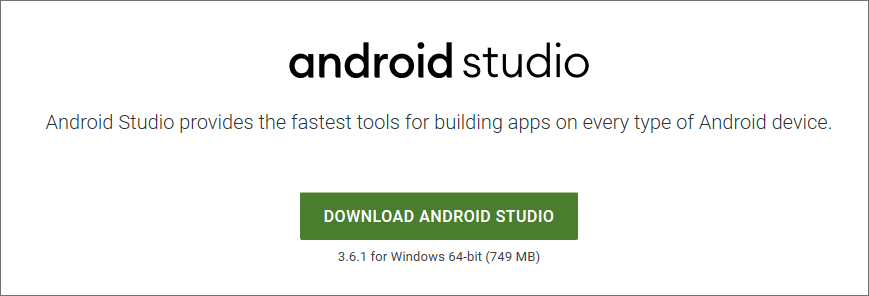 android studio
Android Studio provides the fastest tools for building apps on every type of Android device.
DOWNLOAD ANDROID STUDIO
3.6.1 for Windows 64-bit (749 MB)